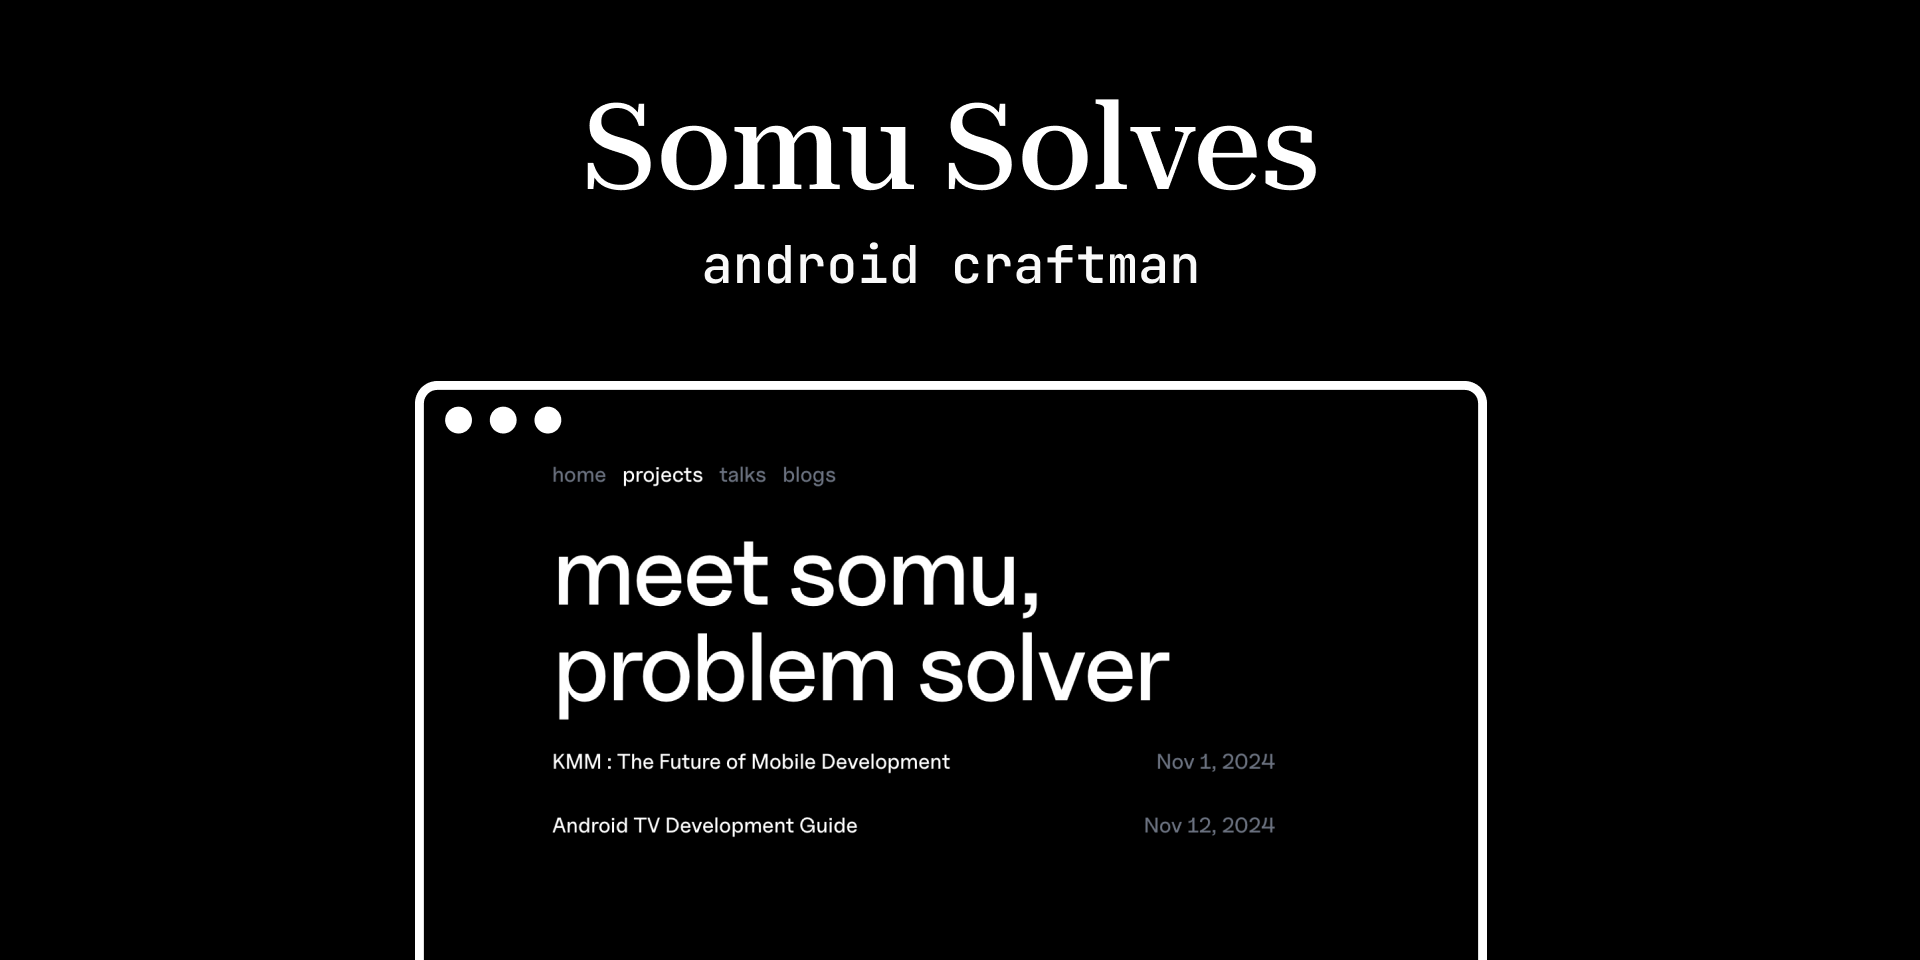 Somu Solves
android craftman
home projects talks blogs
meet somu,
problem solver
KMM : The Future of Mobile Development Nov 1, 2024
Android TV Development Guide Nov 12, 2024